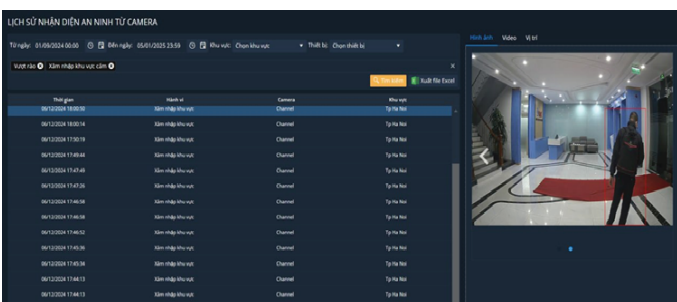 LỊCH SỬ NHẬN DIỆN AN NINH TỪ CAMERA
Từ ngày: 01/09/2024 00:00 Đến ngày: 05/01/2025 23:59 Khu vực: Chọn khu vực Thiết bị: Chọn thiết bị
Vượt rào Xâm nhập khu vực cấm
Tìm kiếm Xuất file Excel
Thời gian Hành vi Camera Khu vực
06/12/2024 18:00:50 Xâm nhập khu vực Channel Tp Ha Noi
06/12/2024 18:00:14 Xâm nhập khu vực Channel Tp Ha Noi
06/12/2024 17:50:19 Xâm nhập khu vực Channel Tp Ha Noi
06/12/2024 17:49:44 Xâm nhập khu vực Channel Tp Ha Noi
06/12/2024 17:47:45 Xâm nhập khu vực Channel Tp Ha Noi
06/12/2024 17:47:26 Xâm nhập khu vực Channel Tp Ha Noi
06/12/2024 17:46:58 Xâm nhập khu vực Channel Tp Ha Noi
06/12/2024 17:46:58 Xâm nhập khu vực Channel Tp Ha Noi
06/12/2024 17:46:52 Xâm nhập khu vực Channel Tp Ha Noi
06/12/2024 17:45:36 Xâm nhập khu vực Channel Tp Ha Noi
06/12/2024 17:45:34 Xâm nhập khu vực Channel Tp Ha Noi
06/12/2024 17:44:13 Xâm nhập khu vực Channel Tp Ha Noi
06/12/2024 17:44:13 Xâm nhập khu vực Channel Tp Ha Noi
Hình ảnh Video Vị trí